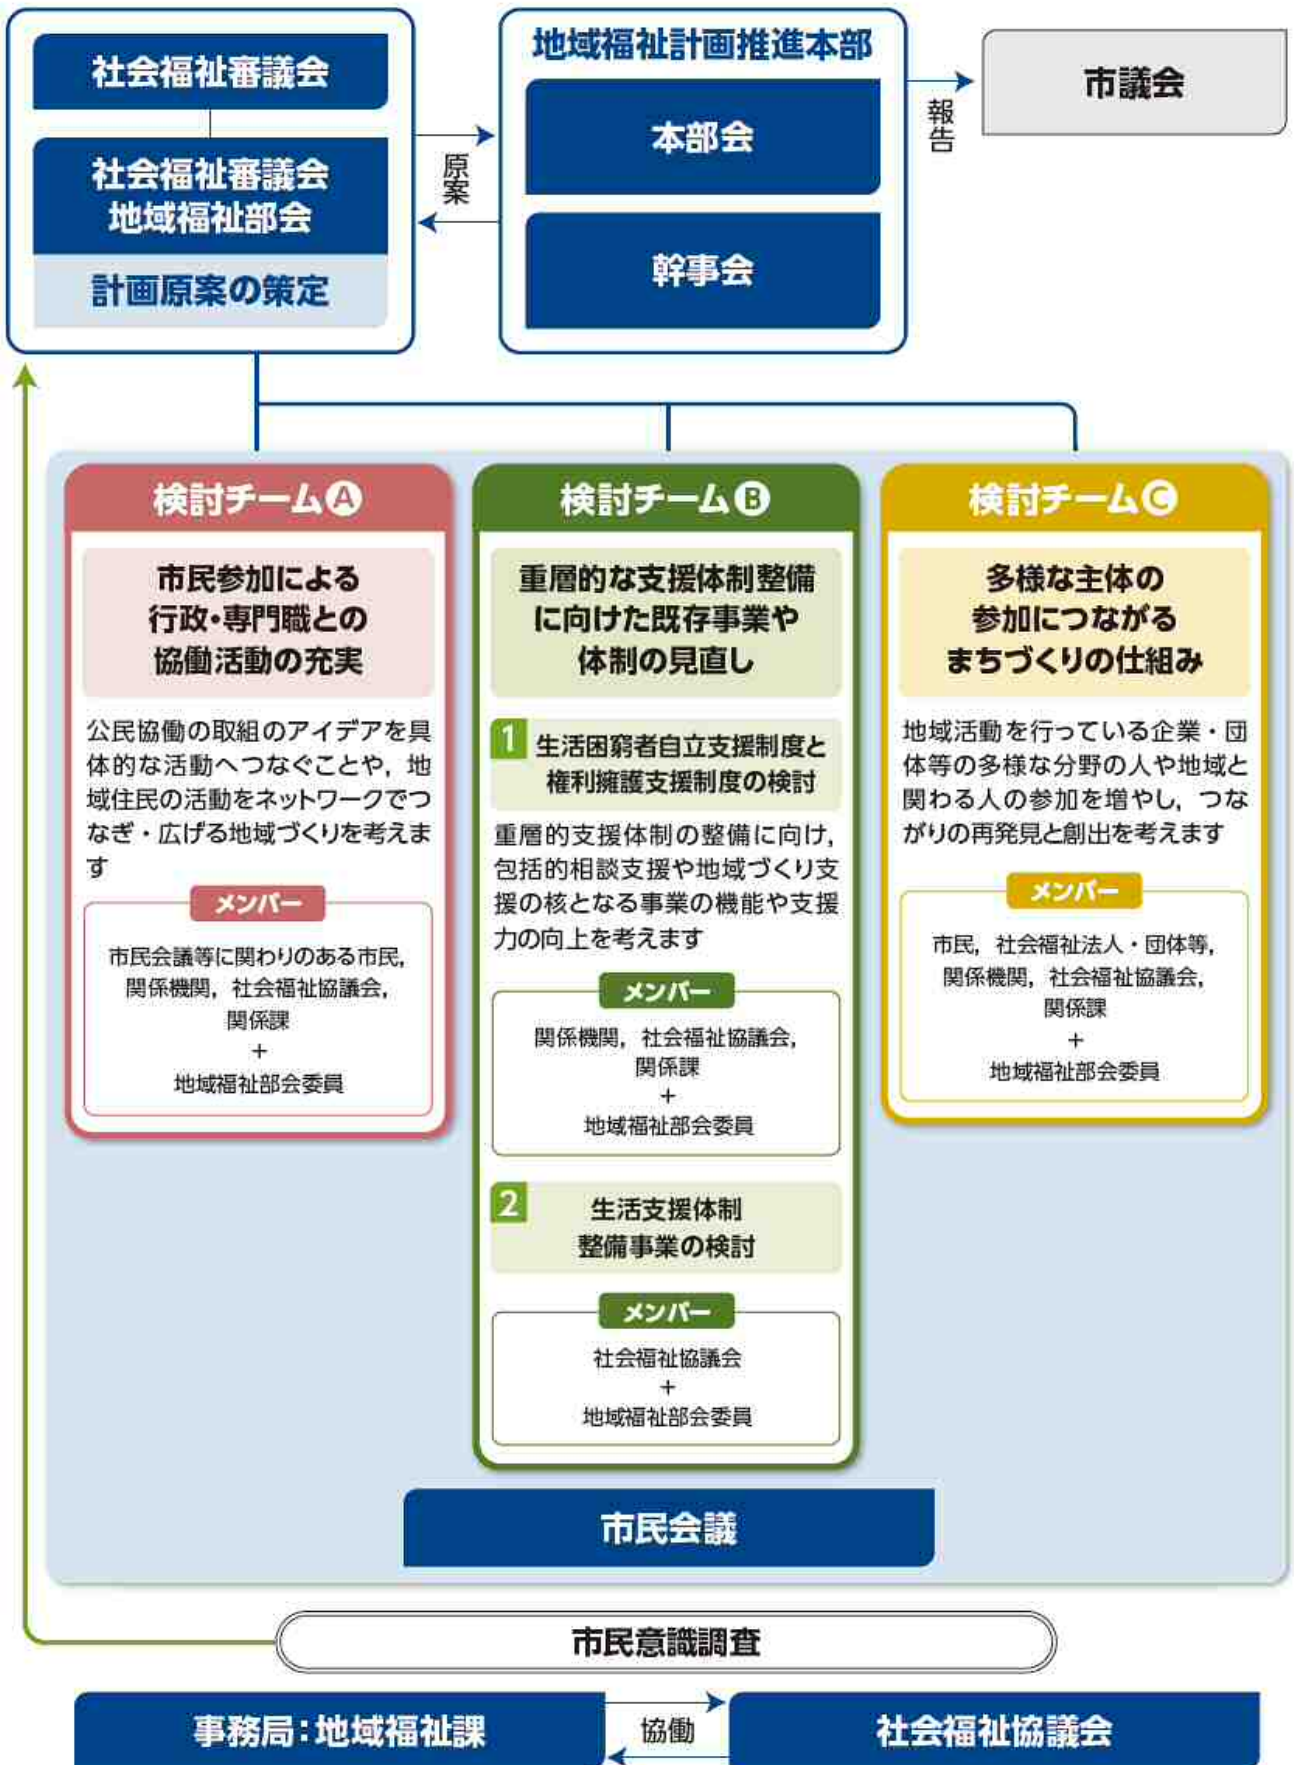 社会福祉審議会
社会福祉審議会
地域福祉部会
計画原案の策定
原案
地域福祉計画推進本部
本部会
幹事会
報告
市議会
検討チームA
市民参加による
行政・専門職との
協働活動の充実
公民協働の取組のアイデアを具
体的な活動へつなぐことや，地
域住民の活動をネットワークでつ
なぎ・広げる地域づくりを考えま
す
メンバー
市民会議等に関わりのある市民，
関係機関，社会福祉協議会，
関係課
＋
地域福祉部会委員
検討チームB
重層的な支援体制整備
に向けた既存事業や
体制の見直し
1 生活困窮者自立支援制度と
権利擁護支援制度の検討
重層的支援体制の整備に向け，
包括的相談支援や地域づくり支
援の核となる事業の機能や支援
力の向上を考えます
メンバー
関係機関，社会福祉協議会，
関係課
＋
地域福祉部会委員
2 生活支援体制
整備事業の検討
メンバー
社会福祉協議会
＋
地域福祉部会委員
検討チームC
多様な主体の
参加につながる
まちづくりの仕組み
地域活動を行っている企業・団
体等の多様な分野の人や地域と
関わる人の参加を増やし，つな
がりの再発見と創出を考えます
メンバー
市民，社会福祉法人・団体等，
関係機関，社会福祉協議会，
関係課
＋
地域福祉部会委員
市民会議
市民意識調査
事務局：地域福祉課
協働
社会福祉協議会